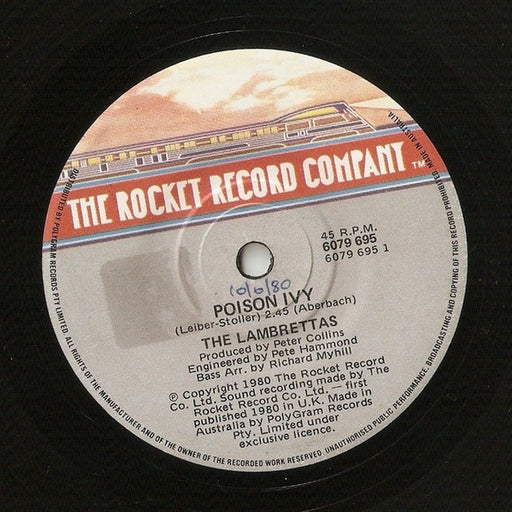 THE ROCKET RECORD COMPANY TM
45 R.P.M.
6079 695
6079 695 1
10/6/80
POISON IVY
(Leiber-Stoller) 2.45 (Aberbach)
THE LAMBRETTAS
Produced by Peter Collins
Engineered by Pete Hammond
Bass Arr. by Richard Myhill
℗ Copyright 1980 The Rocket Record
Co. Ltd. Sound recording made by The
Rocket Record Co. Ltd. — first
published 1980 in U.K. Made in
Australia by PolyGram Records
Pty. Limited under
exclusive licence.
DISTRIBUTED BY POLYGRAM RECORDS PTY LIMITED. ALL RIGHTS OF THE MANUFACTURER AND OF THE OWNER OF THE RECORDED WORK RESERVED. UNAUTHORISED PUBLIC PERFORMANCE, BROADCASTING AND COPYING OF THIS RECORD PROHIBITED. MADE IN AUSTRALIA